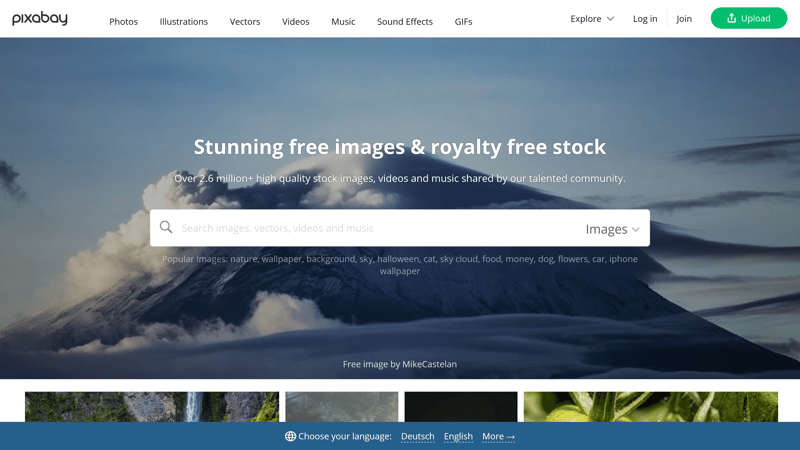 pixabay
Photos Illustrations Vectors Videos Music Sound Effects GIFs Explore Log in Join Upload
Stunning free images & royalty free stock
Over 2.6 million+ high quality stock images, videos and music shared by our talented community.
Search images, vectors, videos and music Images
Popular Images: nature, wallpaper, background, sky, halloween, cat, sky cloud, food, money, dog, flowers, car, iphone
wallpaper
Free image by MikeCastelan
Choose your language: Deutsch English More →